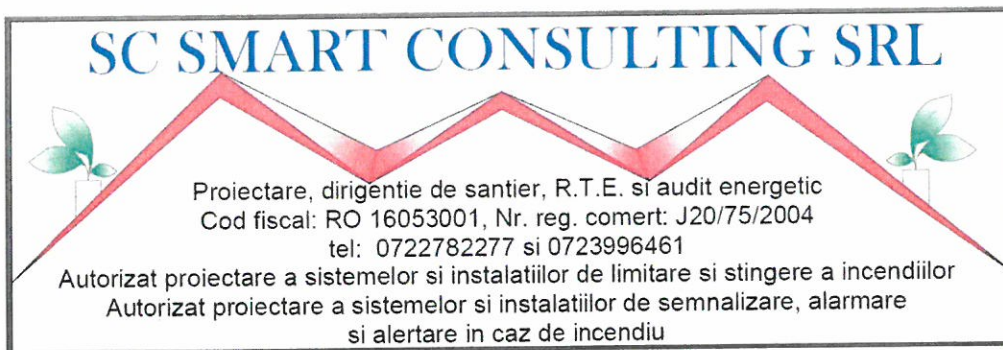 SC SMART CONSULTING SRL
Proiectare, dirigentie de santier, R.T.E. si audit energetic
Cod fiscal: RO 16053001, Nr. reg. comert: J20/75/2004
tel: 0722782277 si 0723996461
Autorizat proiectare a sistemelor si instalatiilor de limitare si stingere a incendiilor
Autorizat proiectare a sistemelor si instalatiilor de semnalizare, alarmare
si alertare in caz de incendiu